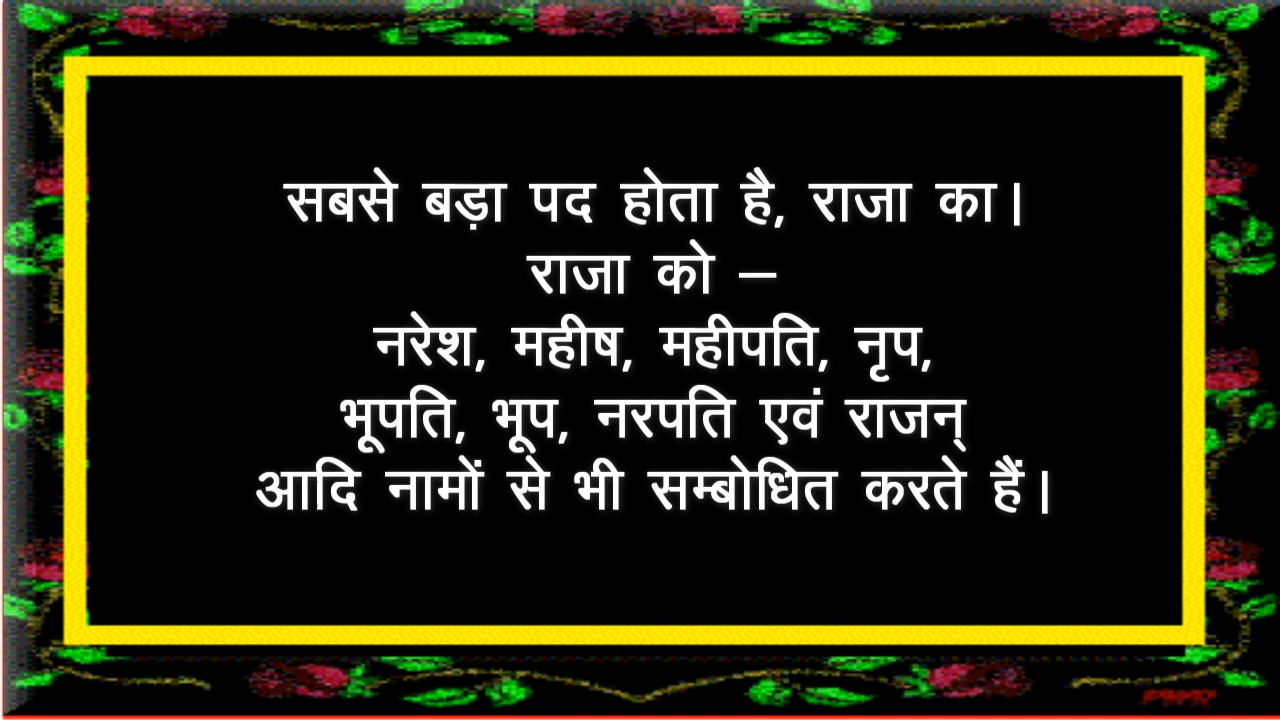 सबसे बड़ा पद होता है, राजा का।
राजा को –
नरेश, महीष, महीपति, नृप,
भूपति, भूप, नरपति एवं राजन्
आदि नामों से भी सम्बोधित करते हैं।